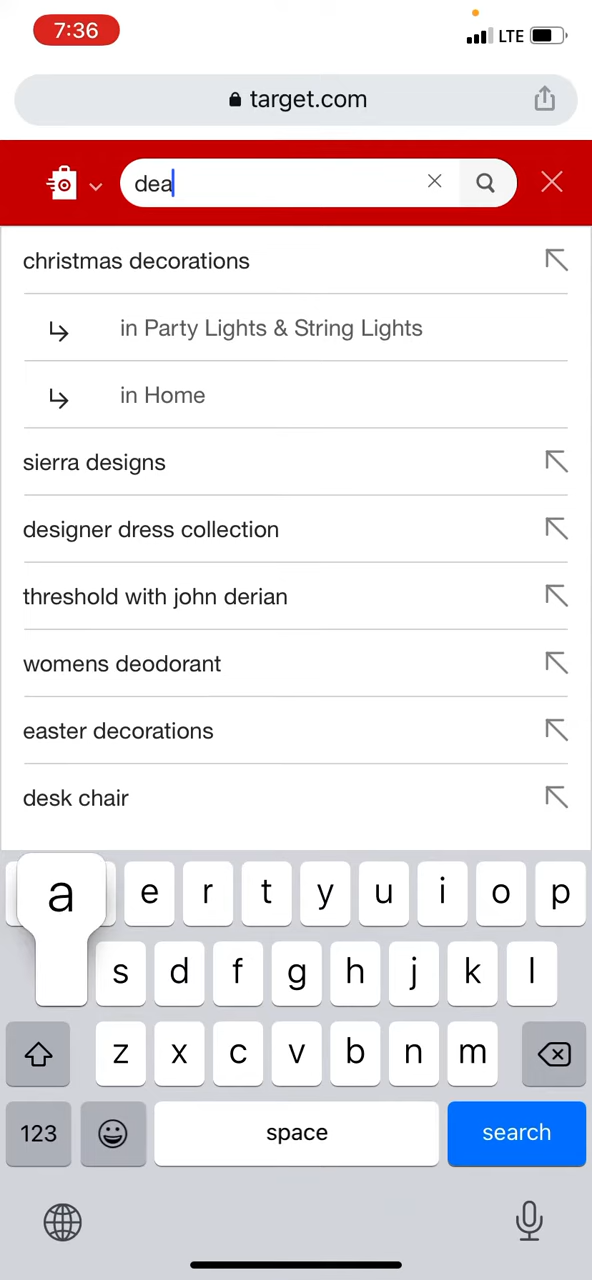 7:36
LTE
target.com
dea
christmas decorations
in Party Lights & String Lights
in Home
sierra designs
designer dress collection
threshold with john derian
womens deodorant
easter decorations
desk chair
a e r t y u i o p
s d f g h j k l
z x c v b n m
123 space search